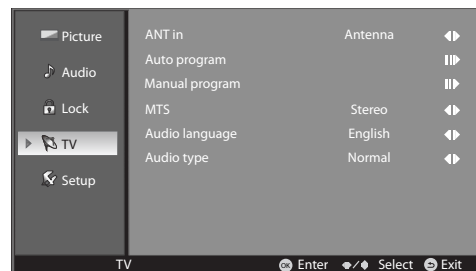 Picture
Audio
Lock
TV
Setup
ANT in Antenna
Auto program
Manual program
MTS Stereo
Audio language English
Audio type Normal
TV OK Enter / Select Exit